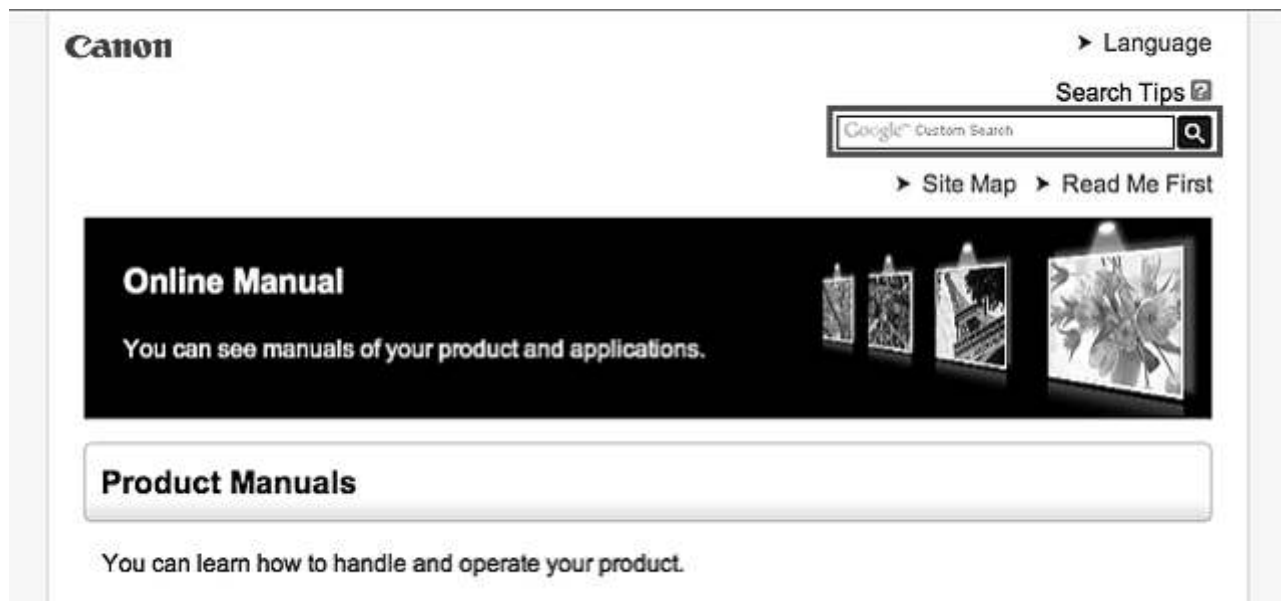 Canon
Language
Search Tips ?
Google™ Custom Search
Site Map Read Me First
Online Manual
You can see manuals of your product and applications.
Product Manuals
You can learn how to handle and operate your product.